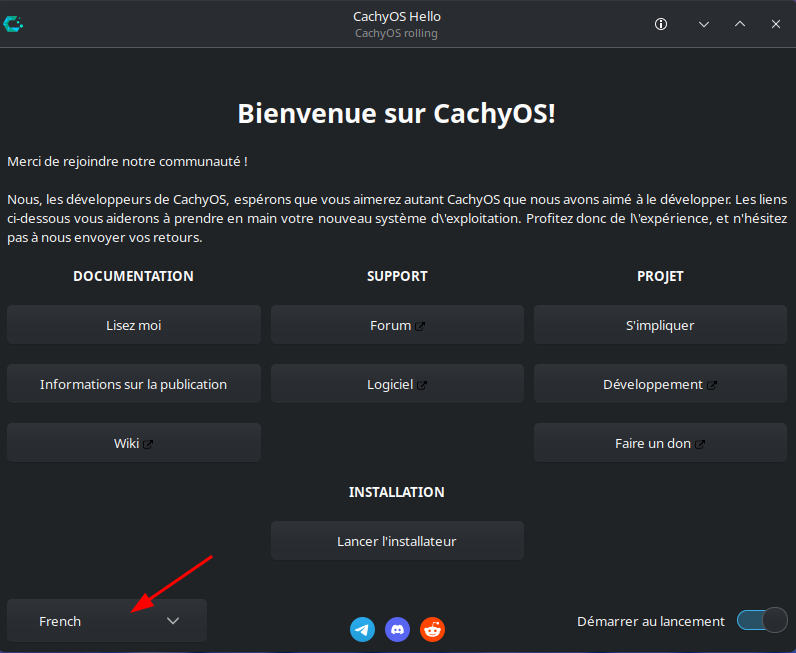 CachyOS Hello
CachyOS rolling
Bienvenue sur CachyOS!
Merci de rejoindre notre communauté !
Nous, les développeurs de CachyOS, espérons que vous aimerez autant CachyOS que nous avons aimé à le développer. Les liens
ci-dessous vous aiderons à prendre en main votre nouveau système d\'exploitation. Profitez donc de l\'expérience, et n'hésitez
pas à nous envoyer vos retours.
DOCUMENTATION SUPPORT PROJET
Lisez moi Forum S'impliquer
Informations sur la publication Logiciel Développement
Wiki Faire un don
INSTALLATION
Lancer l'installateur
French Démarrer au lancement